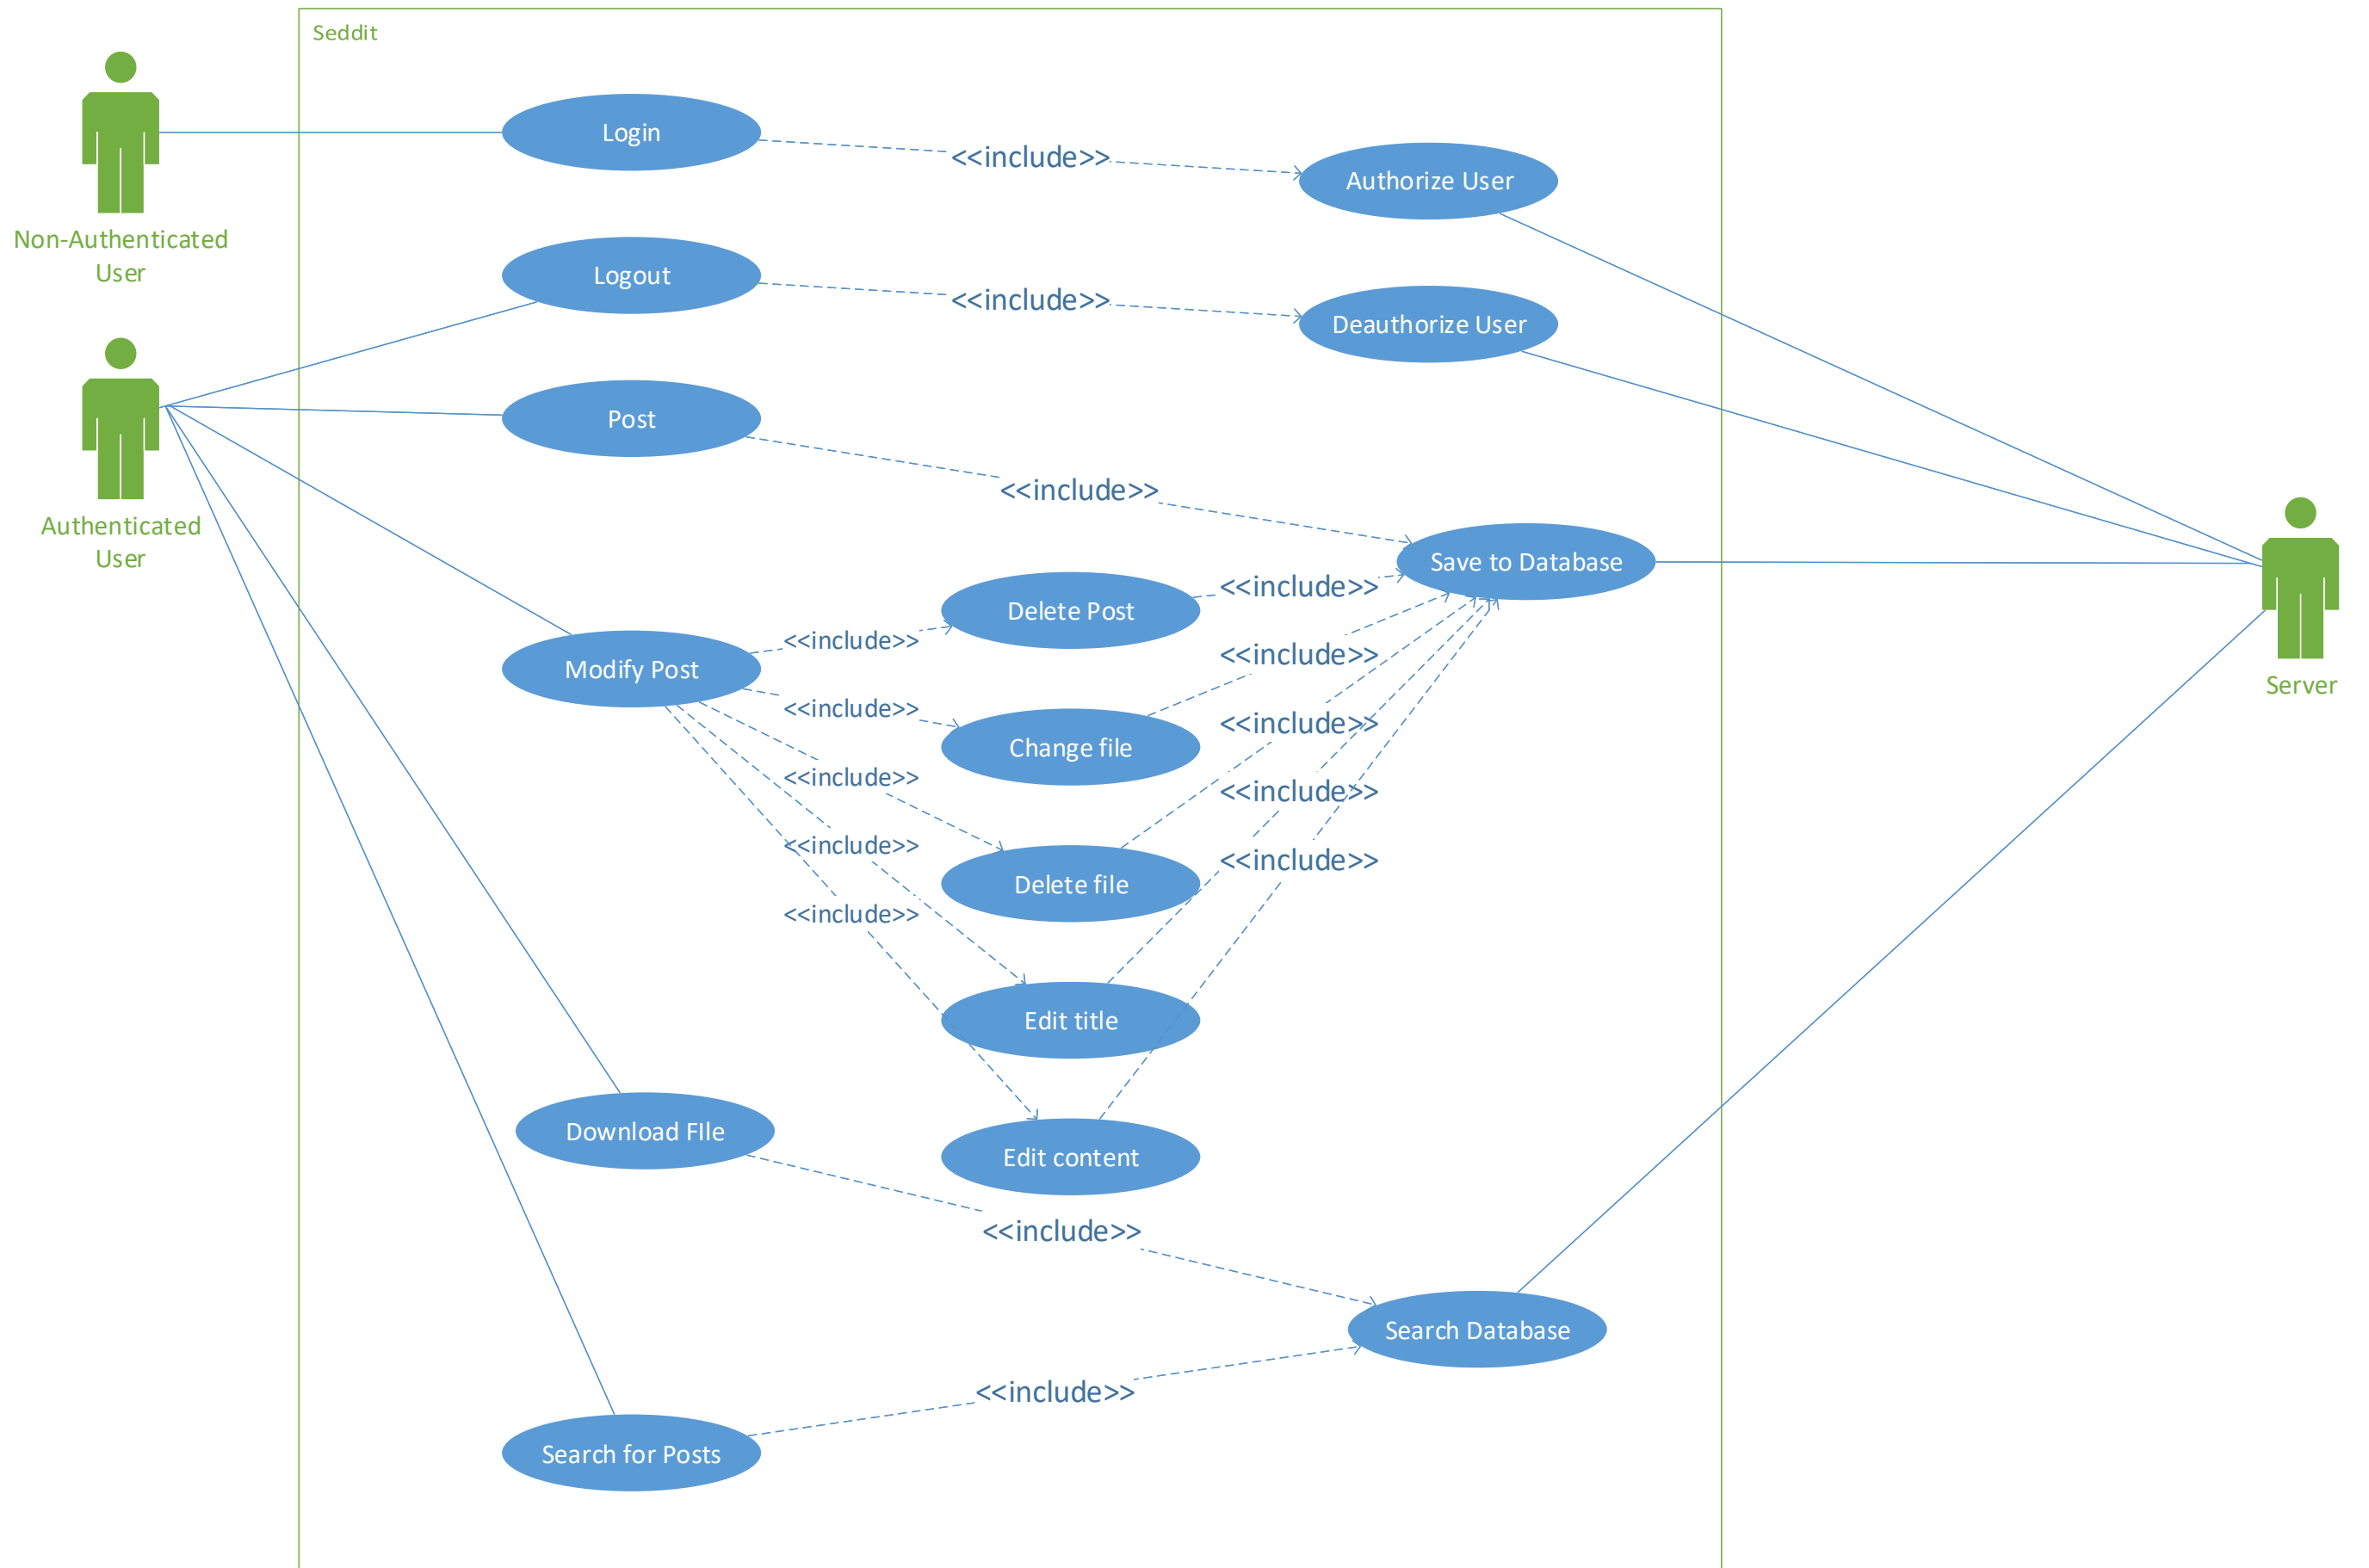 Seddit
Login
<<include>>
Authorize User
Non-Authenticated
User
Logout
<<include>>
Deauthorize User
Post
<<include>>
Authenticated
User
Save to Database
<<include>>
Delete Post
<<include>>
Modify Post
<<include>>
Server
<<include>>
Change file
<<include>>
<<include>>
<<include>>
<<include>>
<<include>>
Delete file
<<include>>
Edit title
Download FIle
Edit content
<<include>>
Search Database
<<include>>
Search for Posts